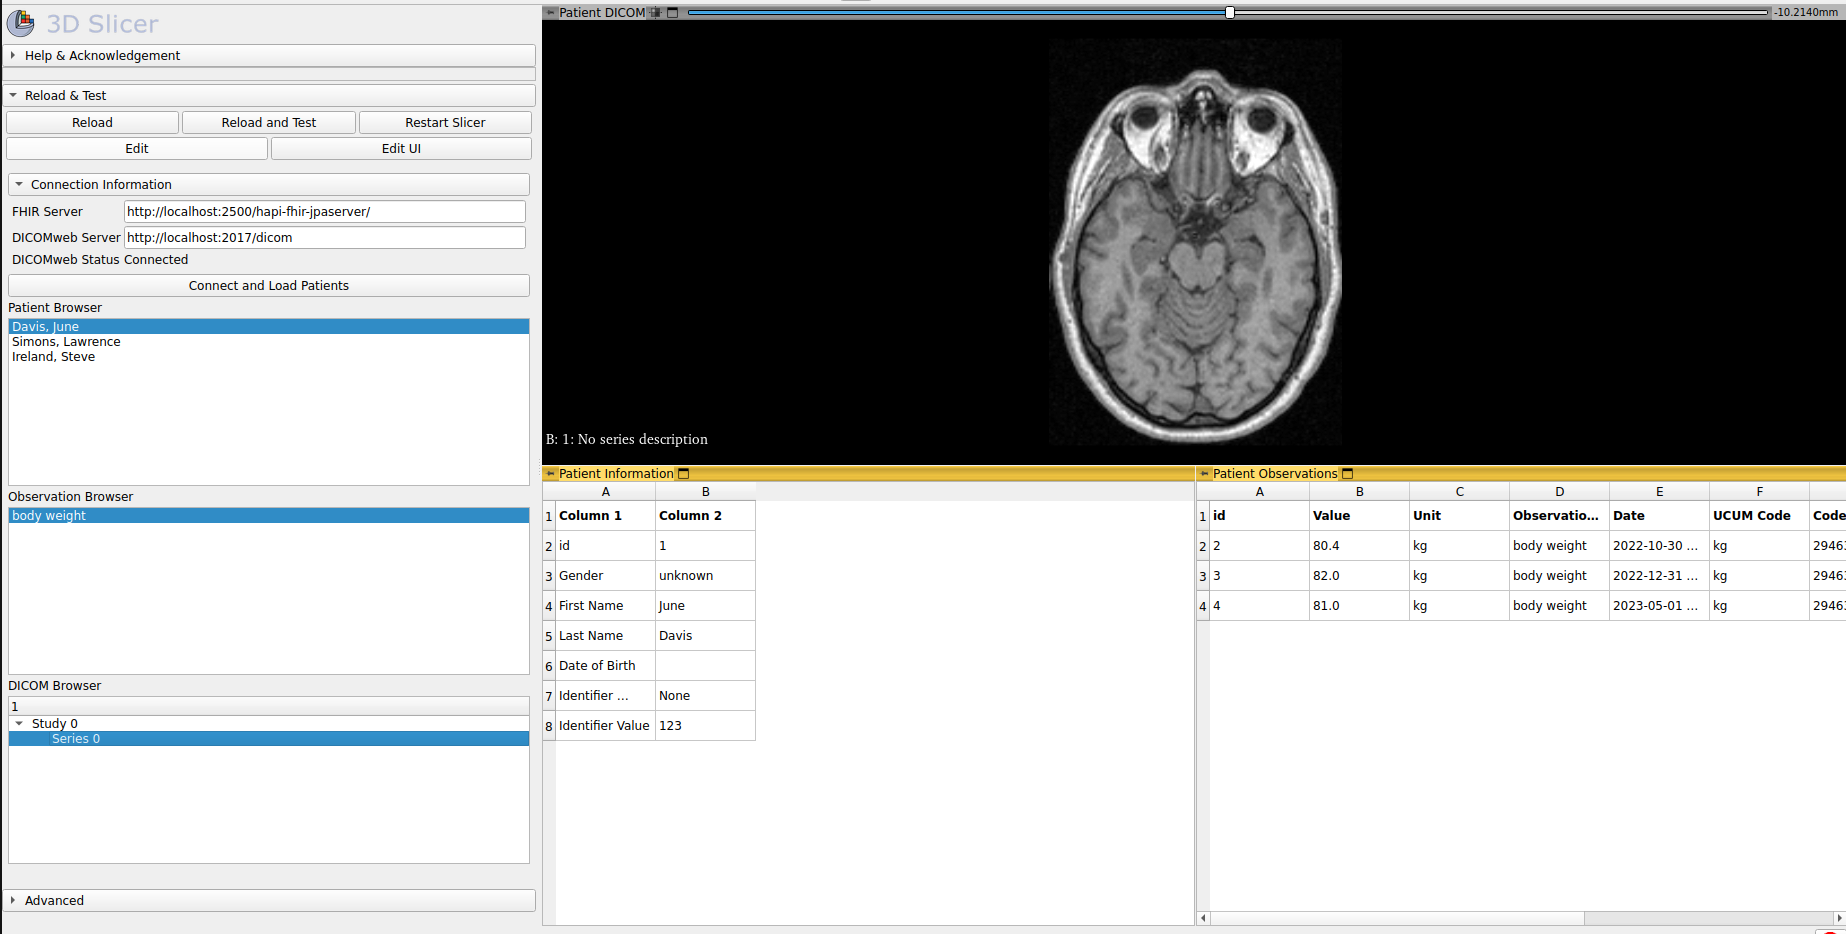 3D Slicer
Help & Acknowledgement
Reload & Test
Reload
Reload and Test
Restart Slicer
Edit
Edit UI
Connection Information
FHIR Server
http://localhost:2500/hapi-fhir-jpaserver/
DICOMweb Server
http://localhost:2017/dicom
DICOMweb Status Connected
Connect and Load Patients
Patient Browser
Davis, June
Simons, Lawrence
Ireland, Steve
Observation Browser
body weight
DICOM Browser
1
Study 0
Series 0
Advanced
Patient DICOM
-10.2140mm
B: 1: No series description
Patient Information
A B
1 Column 1 Column 2
2 id 1
3 Gender unknown
4 First Name June
5 Last Name Davis
6 Date of Birth
7 Identifier ... None
8 Identifier Value 123
Patient Observations
A B C D E F
1 id Value Unit Observatio... Date UCUM Code Code
2 2 80.4 kg body weight 2022-10-30 ... kg 2946
3 3 82.0 kg body weight 2022-12-31 ... kg 2946
4 4 81.0 kg body weight 2023-05-01 ... kg 2946